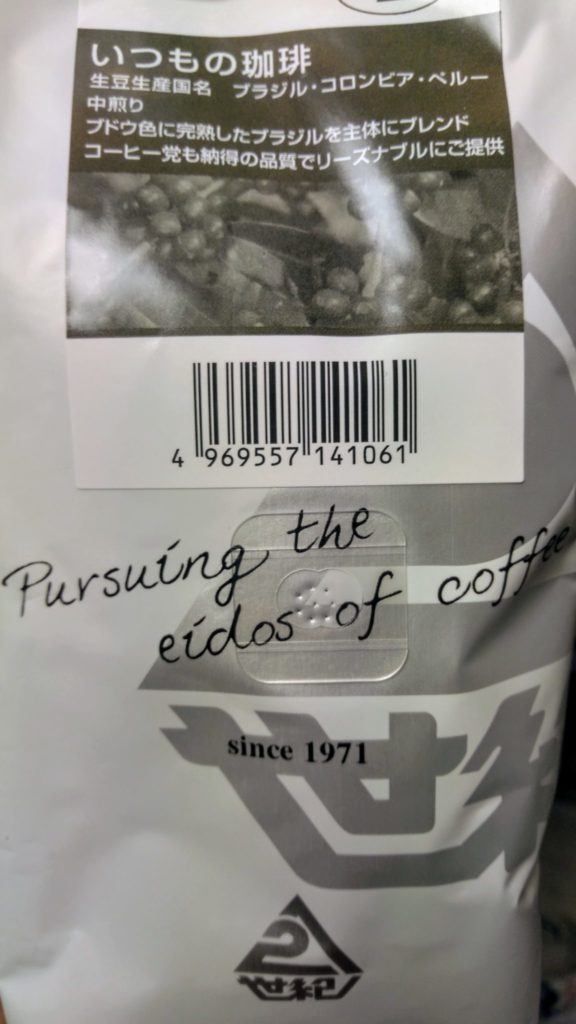 いつもの珈琲
生豆生産国名　ブラジル・コロンビア・ペルー
中煎り
ブドウ色に完熟したブラジルを主体にブレンド
コーヒー党も納得の品質でリーズナブルにご提供
4 969557 141061
Pursuing the
eidos of coffee
世紀
since 1971
21
世紀